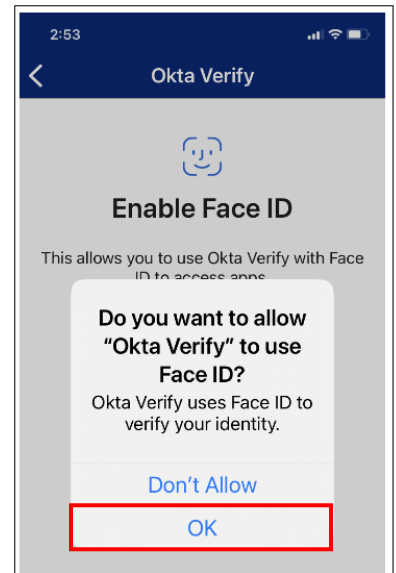 2:53
Okta Verify
Enable Face ID
This allows you to use Okta Verify with Face
ID to access apps
Do you want to allow
“Okta Verify” to use
Face ID?
Okta Verify uses Face ID to
verify your identity.
Don’t Allow
OK